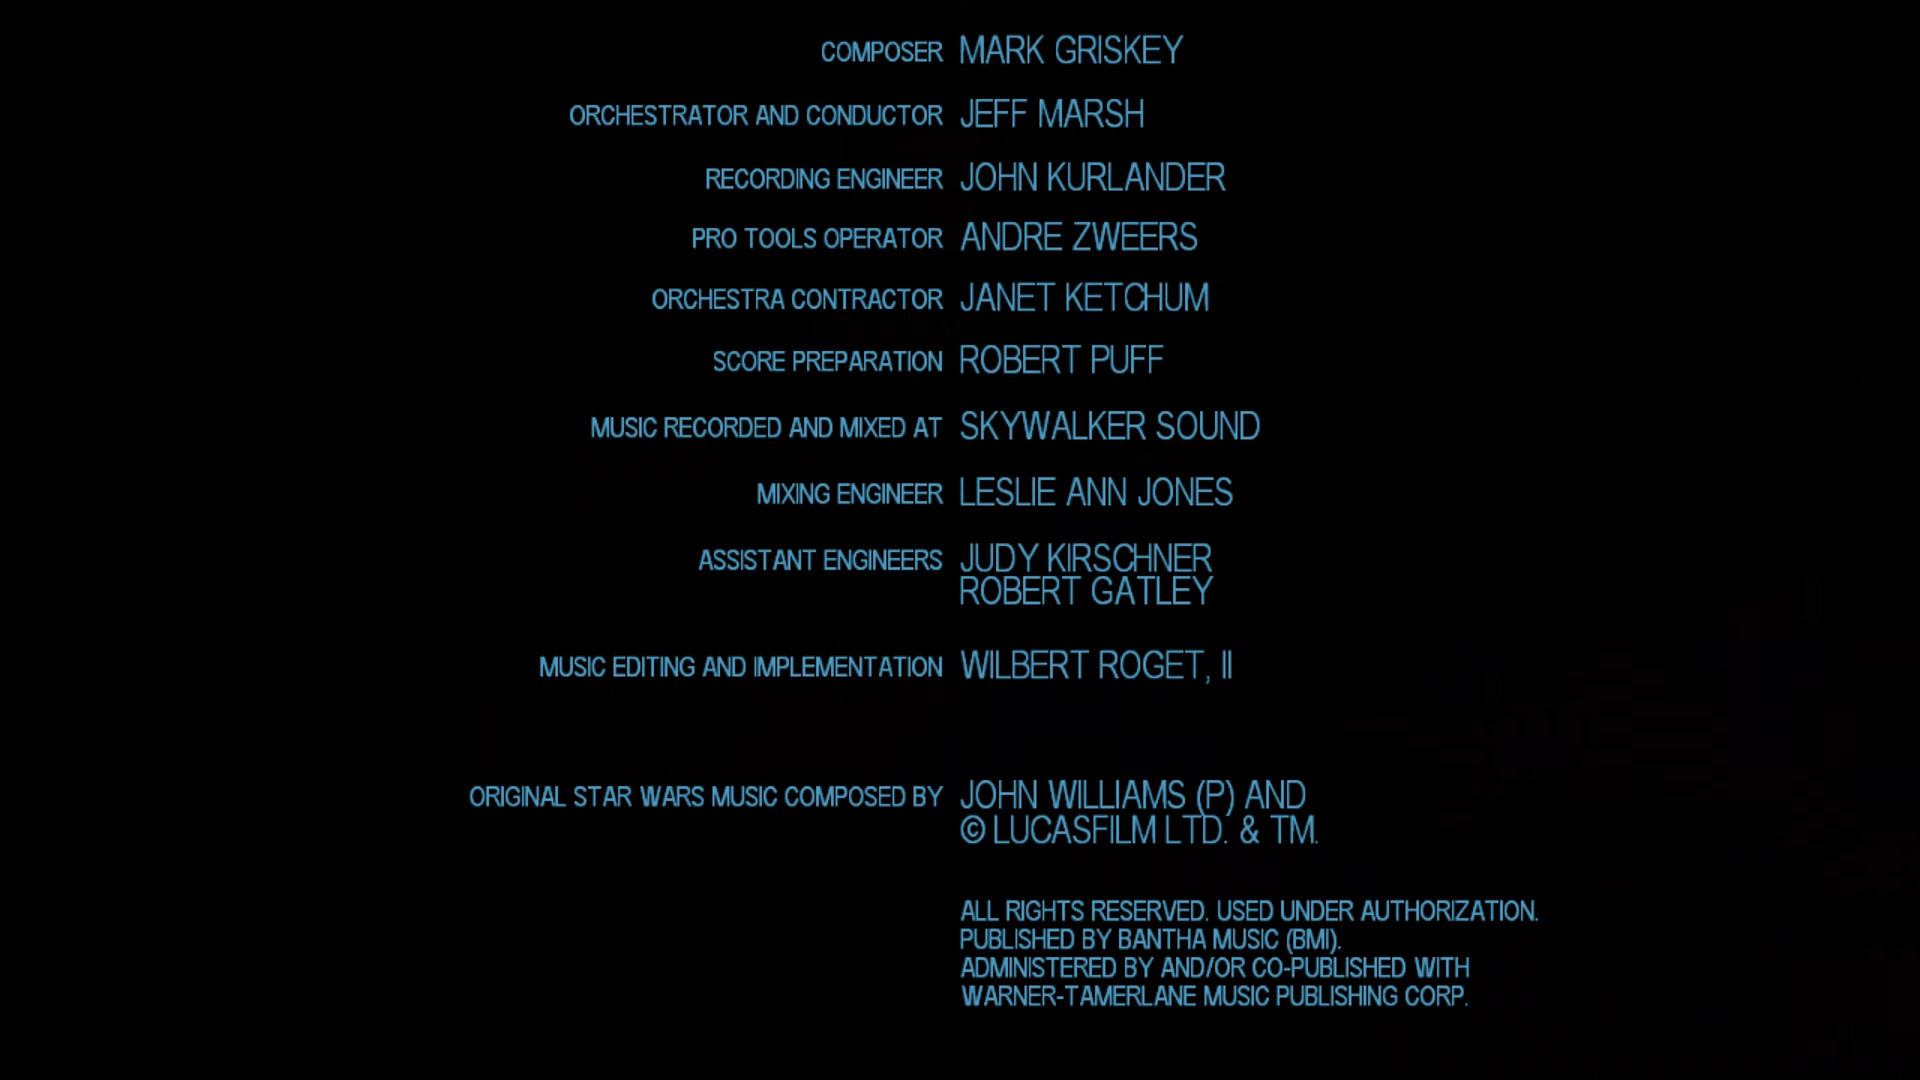 COMPOSER MARK GRISKEY
ORCHESTRATOR AND CONDUCTOR JEFF MARSH
RECORDING ENGINEER JOHN KURLANDER
PRO TOOLS OPERATOR ANDRE ZWEERS
ORCHESTRA CONTRACTOR JANET KETCHUM
SCORE PREPARATION ROBERT PUFF
MUSIC RECORDED AND MIXED AT SKYWALKER SOUND
MIXING ENGINEER LESLIE ANN JONES
ASSISTANT ENGINEERS JUDY KIRSCHNER
ROBERT GATLEY
MUSIC EDITING AND IMPLEMENTATION WILBERT ROGET, II
ORIGINAL STAR WARS MUSIC COMPOSED BY JOHN WILLIAMS (P) AND
© LUCASFILM LTD. & TM.
ALL RIGHTS RESERVED. USED UNDER AUTHORIZATION.
PUBLISHED BY BANTHA MUSIC (BMI).
ADMINISTERED BY AND/OR CO-PUBLISHED WITH
WARNER-TAMERLANE MUSIC PUBLISHING CORP.